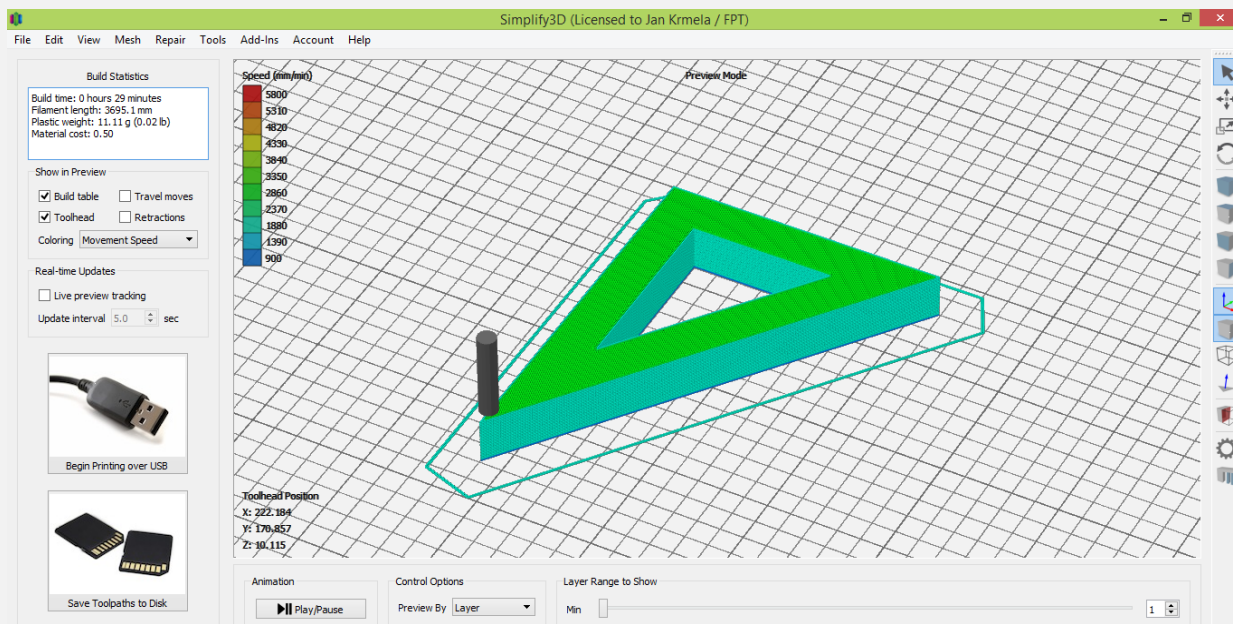 Simplify3D (Licensed to Jan Krmela / FPT)
File Edit View Mesh Repair Tools Add-Ins Account Help
Build Statistics
Build time: 0 hours 29 minutes
Filament length: 3695.1 mm
Plastic weight: 11.11 g (0.02 lb)
Material cost: 0.50
Show in Preview
Build table Travel moves
Toolhead Retractions
Coloring Movement Speed
Real-time Updates
Live preview tracking
Update interval 5.0 sec
Begin Printing over USB
Save Toolpaths to Disk
Speed (mm/min)
5800
5310
4820
4330
3840
3350
2860
2370
1880
1390
900
Preview Mode
Toolhead Position
X: 222.184
Y: 170.857
Z: 10.115
Animation
Play/Pause
Control Options
Preview By Layer
Layer Range to Show
Min 1